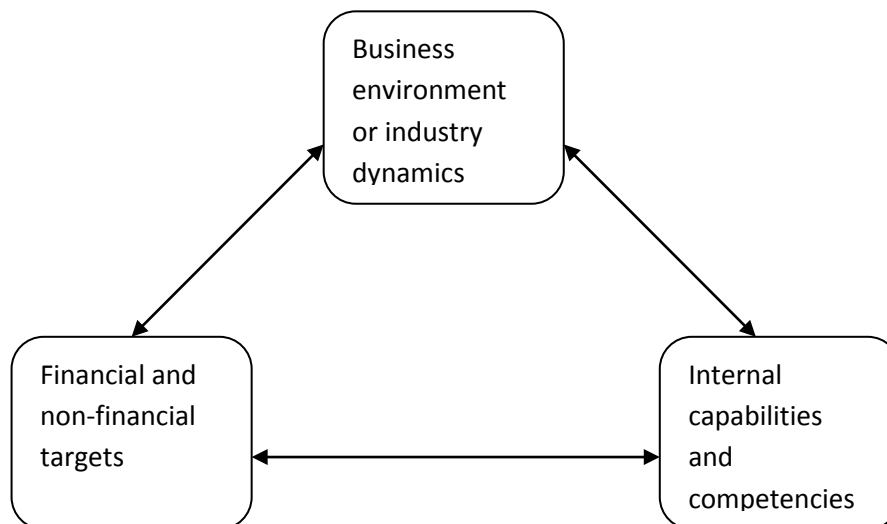 Business
environment
or industry
dynamics
Financial and
non-financial
targets
Internal
capabilities
and
competencies